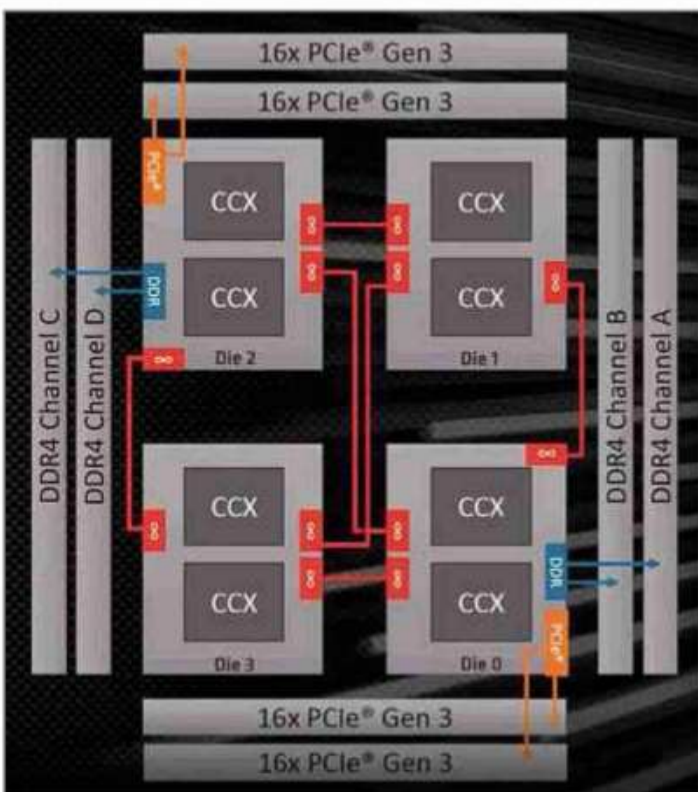 16x PCIe® Gen 3
16x PCIe® Gen 3
DDR4 Channel C
DDR4 Channel D
PCIe®
DDR
CCX
CCX
Die 2
∞
∞
∞
CCX
CCX
Die 1
∞
∞
∞
DDR4 Channel B
DDR4 Channel A
CCX
CCX
Die 3
∞
∞
∞
CCX
CCX
Die 0
∞
∞
∞
DDR
PCIe®
16x PCIe® Gen 3
16x PCIe® Gen 3